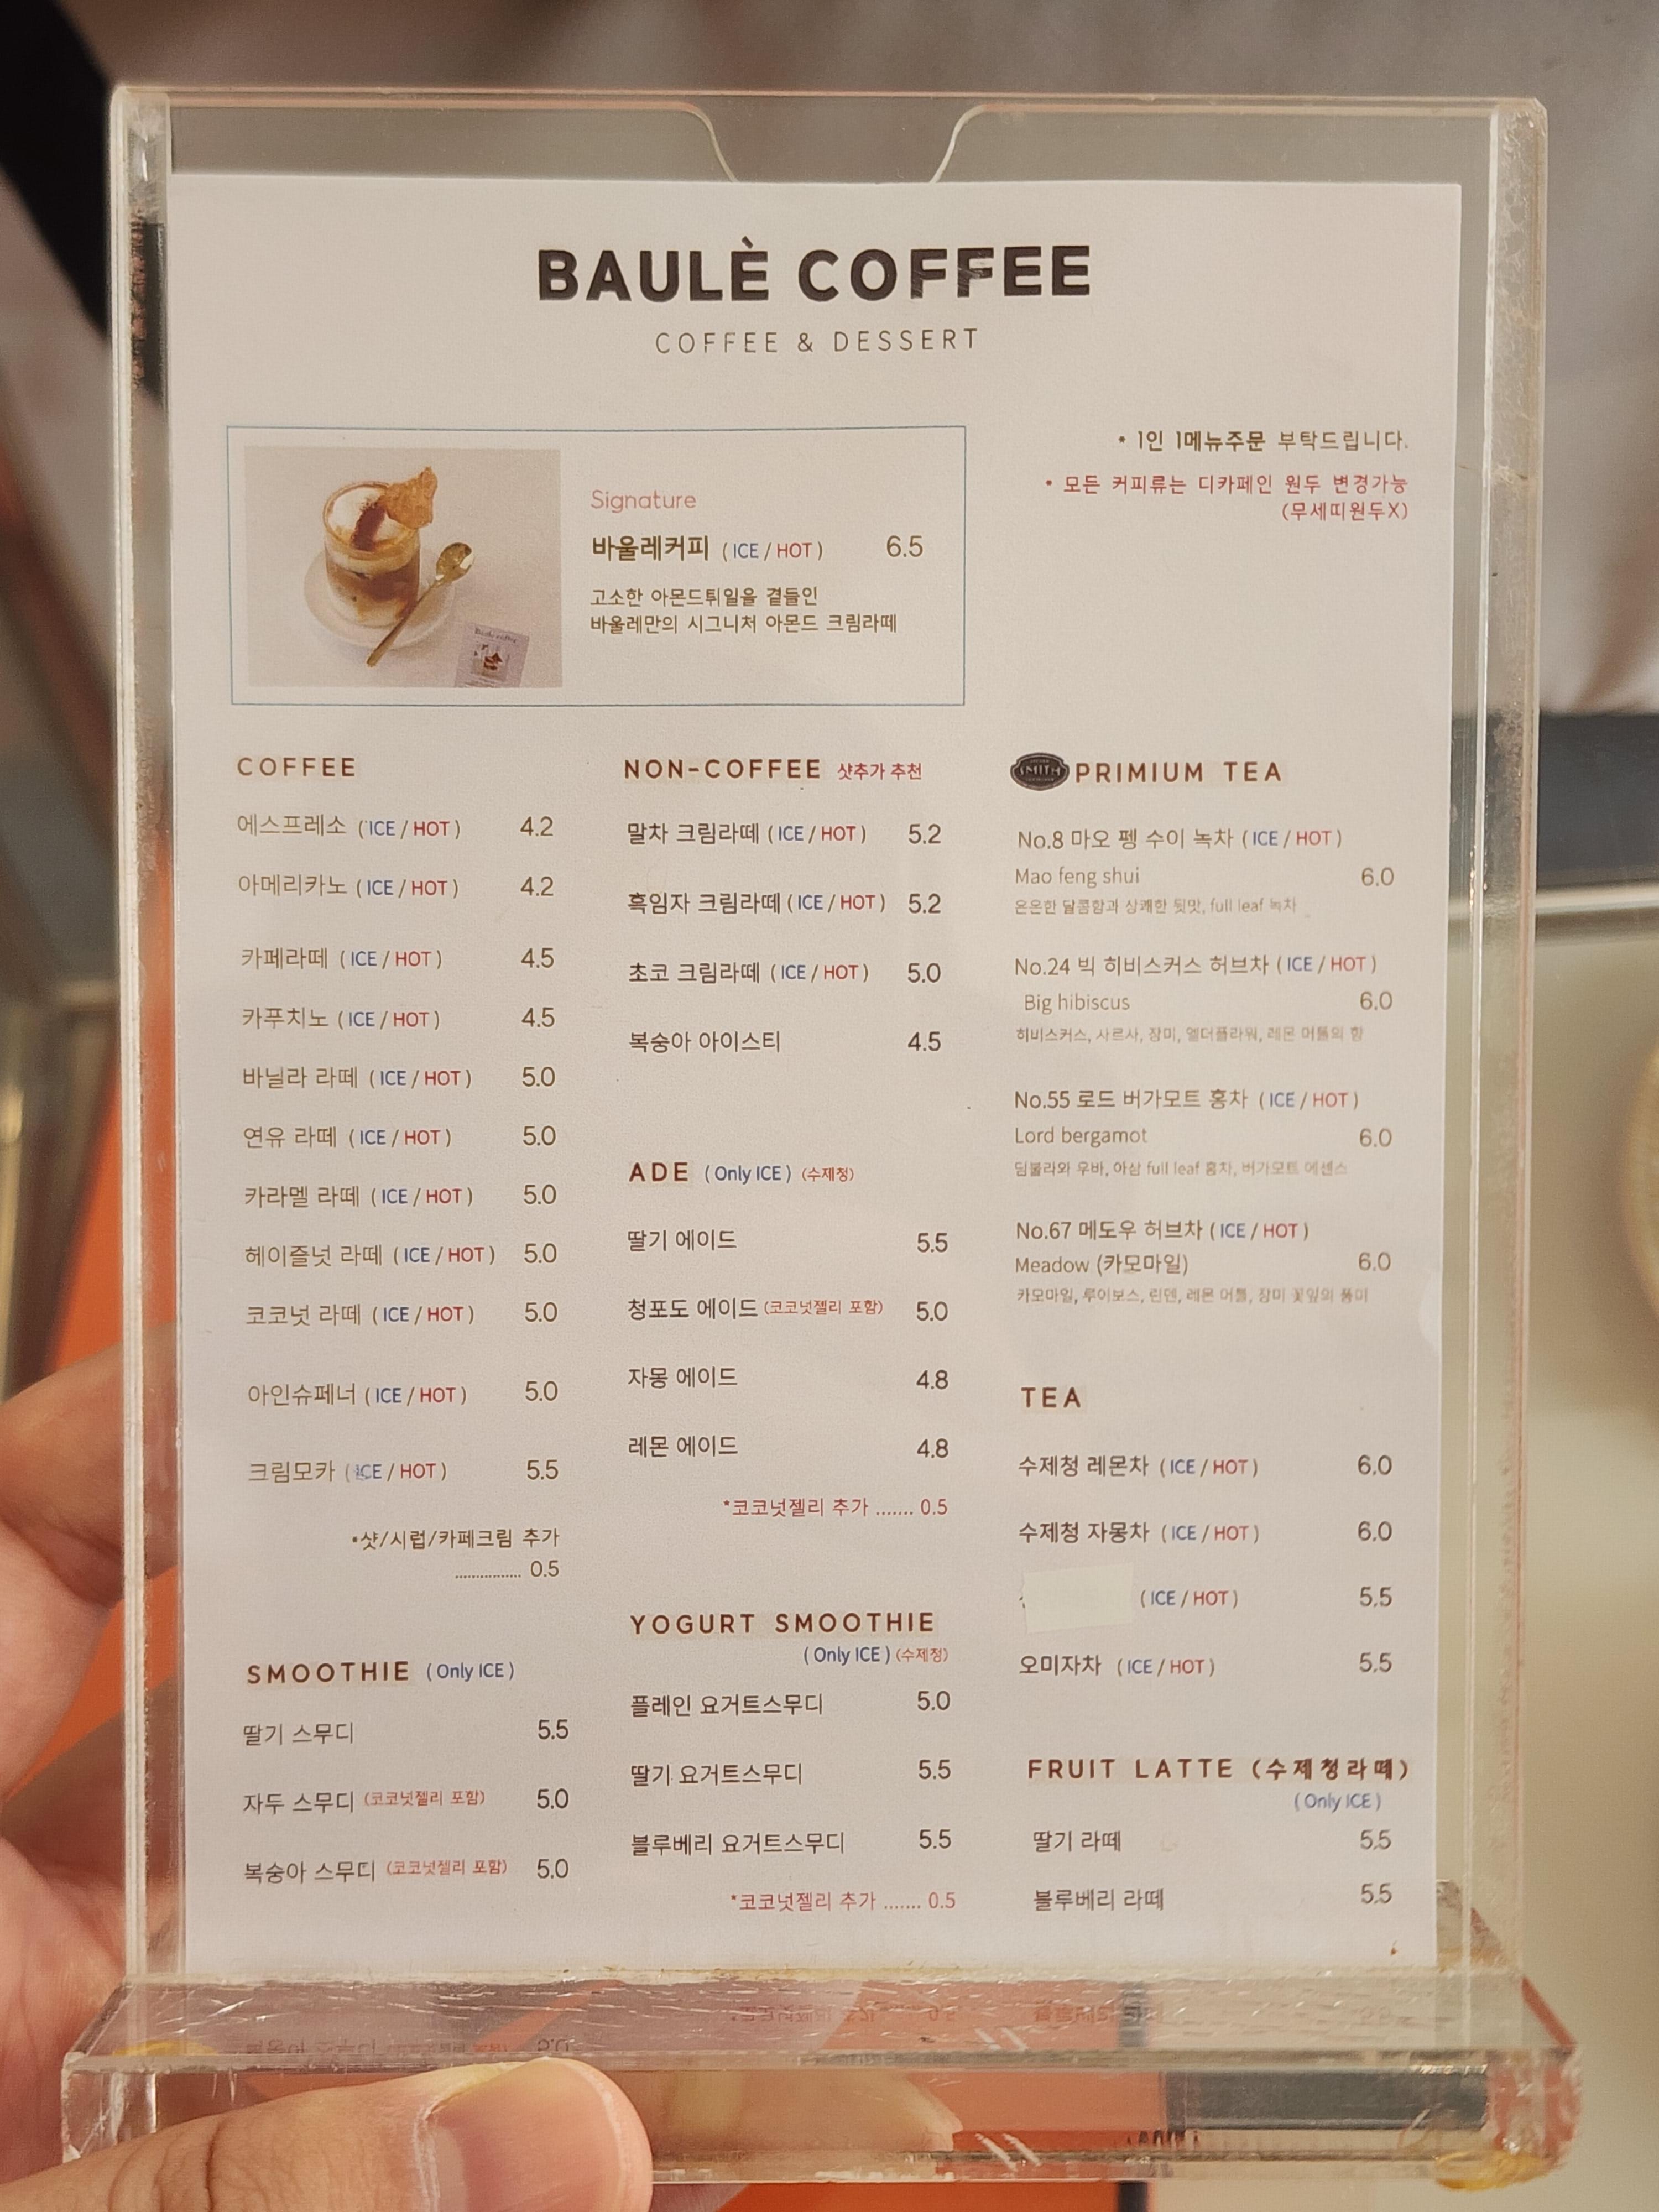 BAULÈ COFFEE
COFFEE & DESSERT
Signature
바울레커피 (ICE/HOT) 6.5
고소한 아몬드튀일을 곁들인
바울레만의 시그니처 아몬드 크림라떼
• 1인 1메뉴주문 부탁드립니다.
• 모든 커피류는 디카페인 원두 변경가능
(무세띠원두X)
COFFEE
에스프레소 (ICE/HOT) 4.2
아메리카노 (ICE/HOT) 4.2
카페라떼 (ICE/HOT) 4.5
카푸치노 (ICE/HOT) 4.5
바닐라 라떼 (ICE/HOT) 5.0
연유 라떼 (ICE/HOT) 5.0
카라멜 라떼 (ICE/HOT) 5.0
헤이즐넛 라떼 (ICE/HOT) 5.0
코코넛 라떼 (ICE/HOT) 5.0
아인슈페너 (ICE/HOT) 5.0
크림모카 (ICE/HOT) 5.5
•샷/시럽/카페크림 추가
................ 0.5
SMOOTHIE (Only ICE)
딸기 스무디 5.5
자두 스무디 (코코넛젤리 포함) 5.0
복숭아 스무디 (코코넛젤리 포함) 5.0
NON-COFFEE 샷추가 추천
말차 크림라떼 (ICE/HOT) 5.2
흑임자 크림라떼 (ICE/HOT) 5.2
초코 크림라떼 (ICE/HOT) 5.0
복숭아 아이스티 4.5
ADE (Only ICE) (수제청)
딸기 에이드 5.5
청포도 에이드 (코코넛젤리 포함) 5.0
자몽 에이드 4.8
레몬 에이드 4.8
*코코넛젤리 추가 ....... 0.5
YOGURT SMOOTHIE
(Only ICE) (수제청)
플레인 요거트스무디 5.0
딸기 요거트스무디 5.5
블루베리 요거트스무디 5.5
*코코넛젤리 추가 ....... 0.5
SMITH PRIMIUM TEA
No.8 마오 펭 수이 녹차 (ICE/HOT)
Mao feng shui 6.0
은은한 달콤함과 상쾌한 뒷맛, full leaf 녹차
No.24 빅 히비스커스 허브차 (ICE/HOT)
Big hibiscus 6.0
히비스커스, 사르사, 장미, 엘더플라워, 레몬 머틀의 향
No.55 로드 버가모트 홍차 (ICE/HOT)
Lord bergamot 6.0
딤불라와 우바, 아삼 full leaf 홍차, 버가모트 에센스
No.67 메도우 허브차 (ICE/HOT)
Meadow (카모마일) 6.0
카모마일, 루이보스, 린덴, 레몬 머틀, 장미 꽃잎의 풍미
TEA
수제청 레몬차 (ICE/HOT) 6.0
수제청 자몽차 (ICE/HOT) 6.0
(ICE/HOT) 5.5
오미자차 (ICE/HOT) 5.5
FRUIT LATTE (수제청라떼)
(Only ICE)
딸기 라떼 5.5
블루베리 라떼 5.5